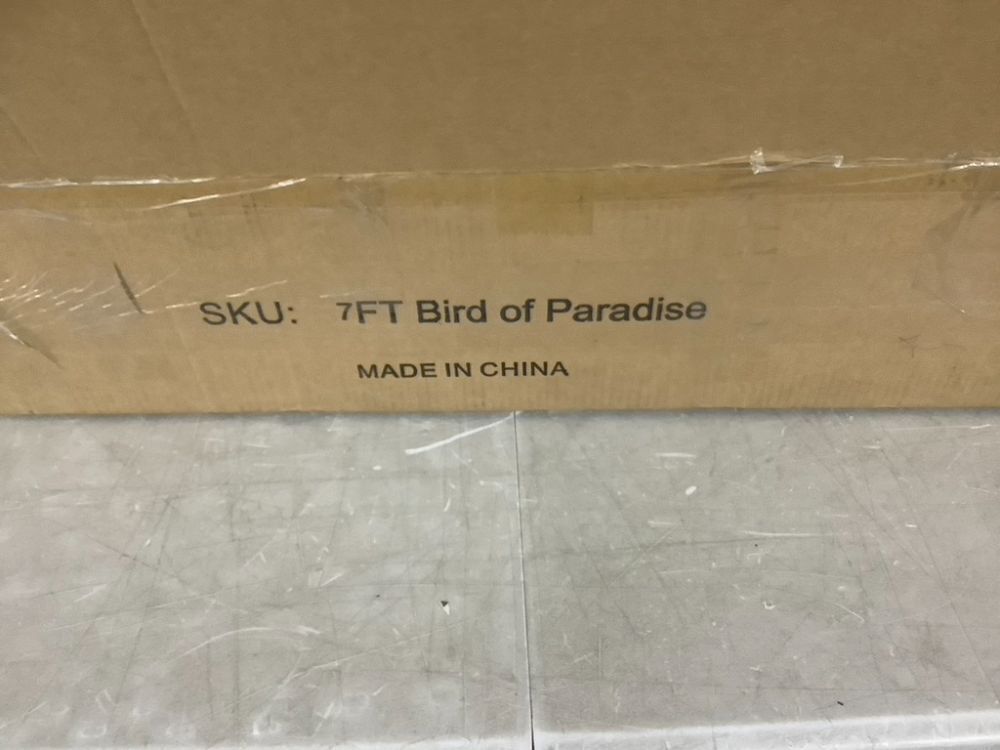 SKU: 7FT Bird of Paradise
MADE IN CHINA